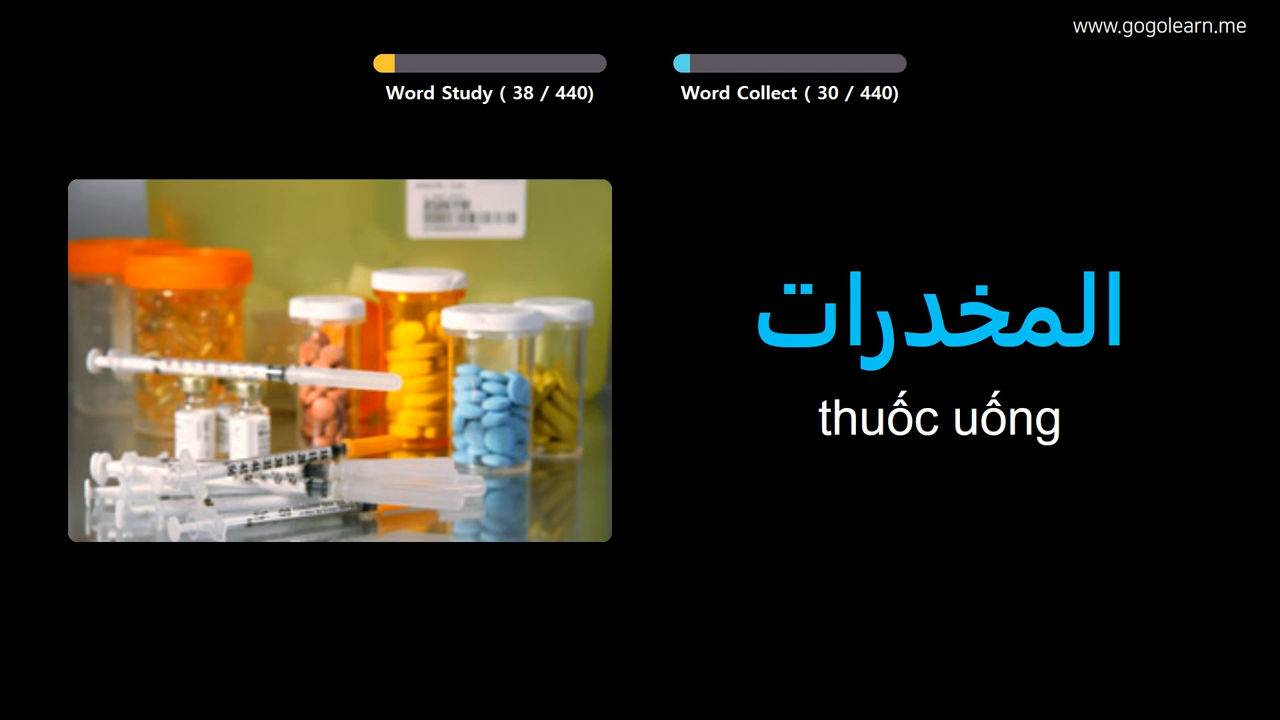 www.gogolearn.me
Word Study ( 38 / 440)
Word Collect ( 30 / 440)
المخدرات
thuốc uống